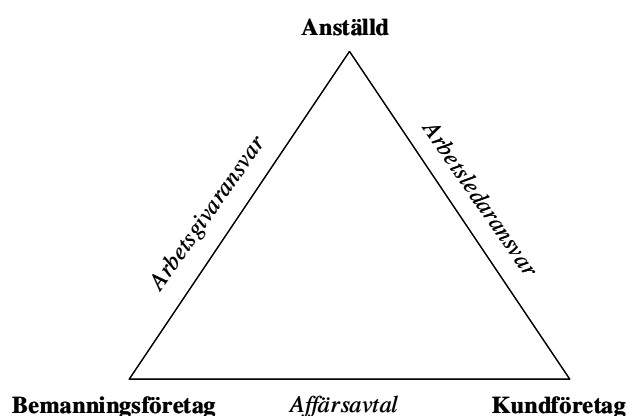 Anställd
Arbetsgivaransvar
Arbetsledaransvar
Bemanningsföretag
Affärsavtal
Kundföretag